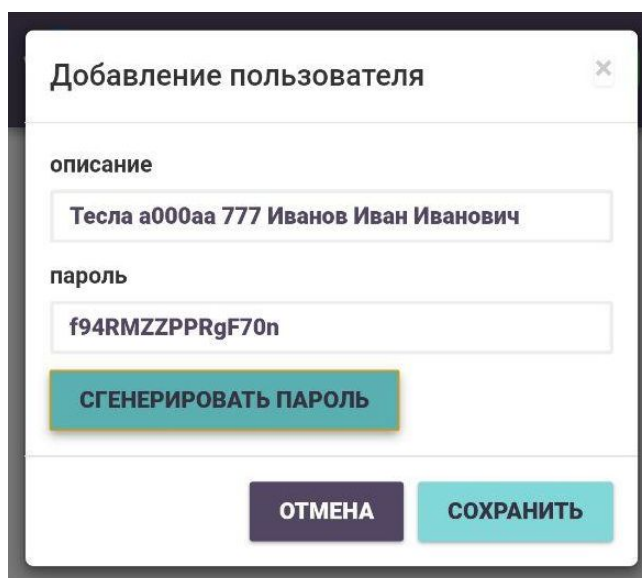 Добавление пользователя ×
описание
Тесла а000аа 777 Иванов Иван Иванович
пароль
f94RMZZPPRgF70n
СГЕНЕРИРОВАТЬ ПАРОЛЬ
ОТМЕНА СОХРАНИТЬ